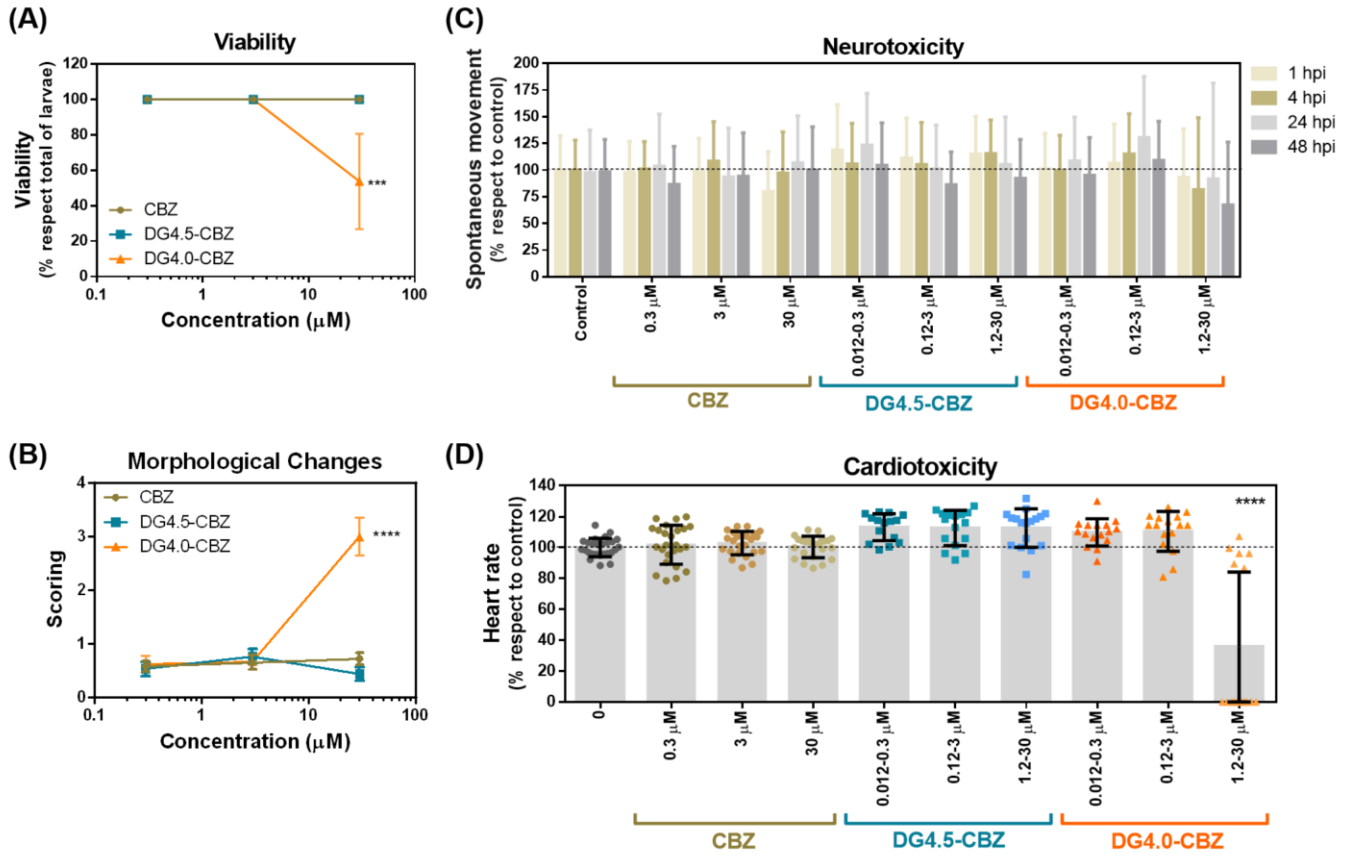 (A)
Viability
Viability
(% respect total of larvae)
120
100
80
60
40
20
0
***
CBZ
DG4.5-CBZ
DG4.0-CBZ
0.1
1
10
100
Concentration (μM)
(B)
Morphological Changes
Scoring
4
3
2
1
0
CBZ
DG4.5-CBZ
DG4.0-CBZ
****
0.1
1
10
100
Concentration (μM)
(C)
Neurotoxicity
Spontaneous movement
(% respect to control)
200
175
150
125
100
75
50
25
0
1 hpi
4 hpi
24 hpi
48 hpi
Control
0.3 μM
3 μM
30 μM
0.012-0.3 μM
0.12-3 μM
1.2-30 μM
0.012-0.3 μM
0.12-3 μM
1.2-30 μM
CBZ
DG4.5-CBZ
DG4.0-CBZ
(D)
Cardiotoxicity
Heart rate
(% respect to control)
140
120
100
80
60
40
20
0
****
0
0.3 μM
3 μM
30 μM
0.012-0.3 μM
0.12-3 μM
1.2-30 μM
0.012-0.3 μM
0.12-3 μM
1.2-30 μM
CBZ
DG4.5-CBZ
DG4.0-CBZ